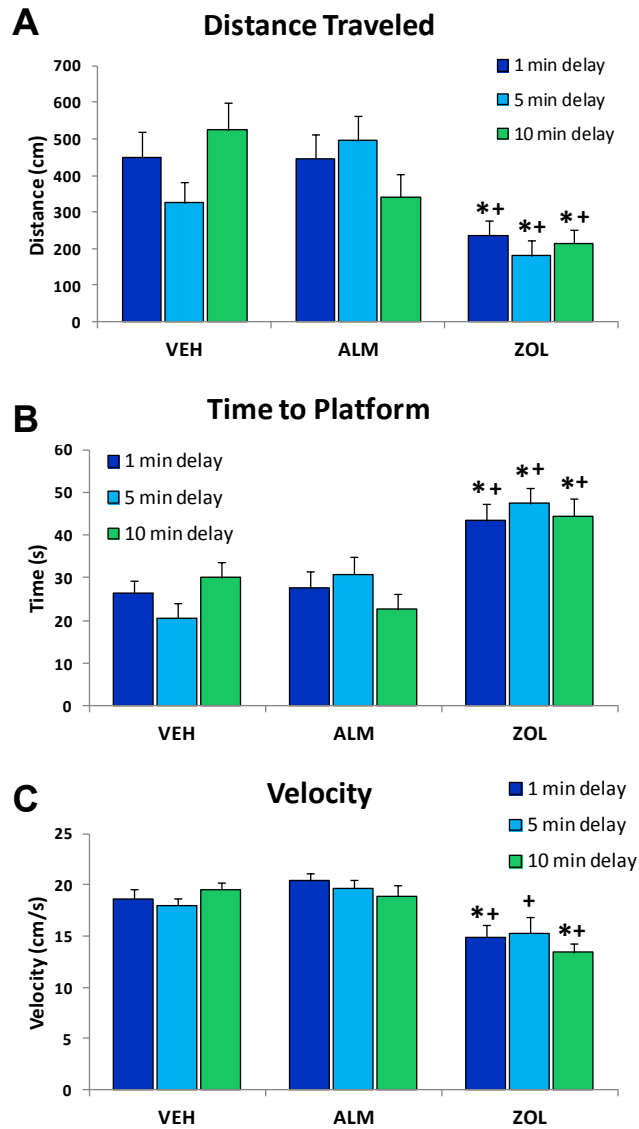 A
Distance Traveled
700
600
500
400
300
200
100
0
Distance (cm)
1 min delay
5 min delay
10 min delay
*+
*+
*+
VEH
ALM
ZOL
B
Time to Platform
60
50
40
30
20
10
0
Time (s)
1 min delay
5 min delay
10 min delay
*+
*+
*+
VEH
ALM
ZOL
C
Velocity
25
20
15
10
5
0
Velocity (cm/s)
1 min delay
5 min delay
10 min delay
*+
+
*+
VEH
ALM
ZOL